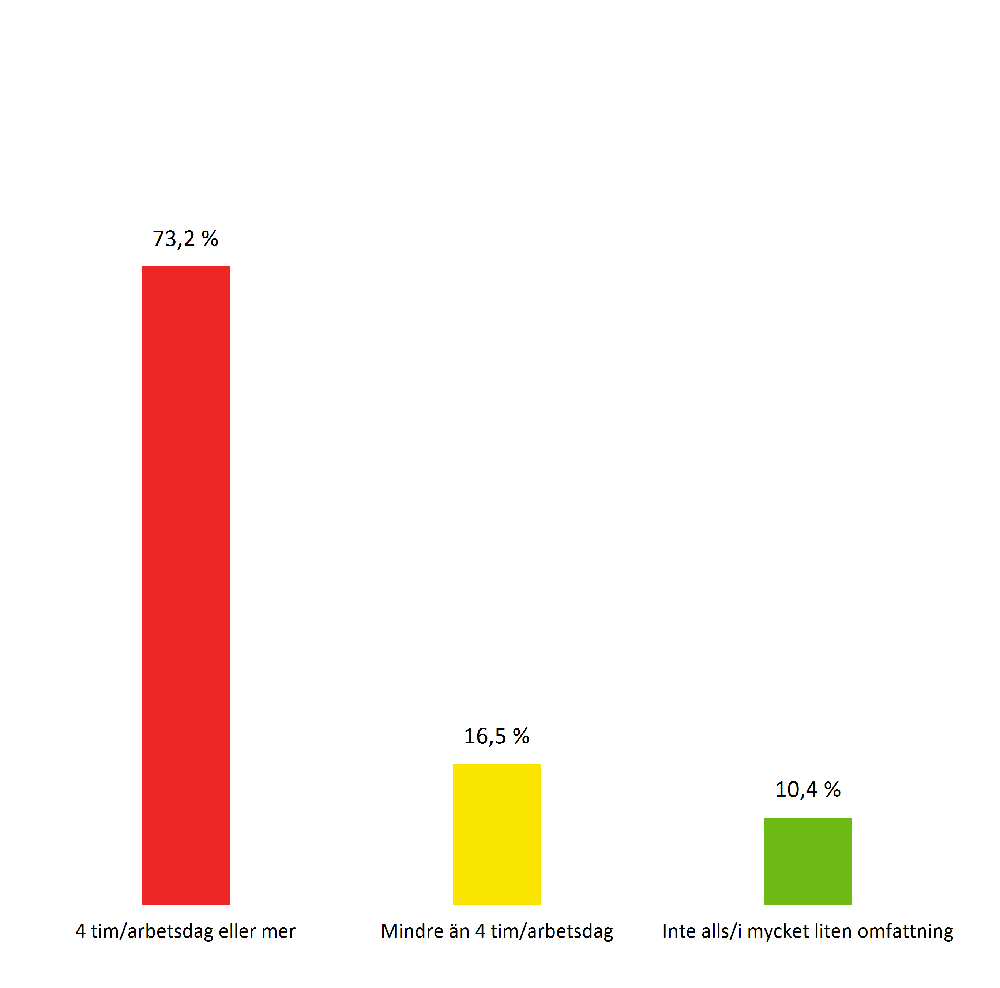 73,2 %
16,5 %
10,4 %
4 tim/arbetsdag eller mer
Mindre än 4 tim/arbetsdag
Inte alls/i mycket liten omfattning